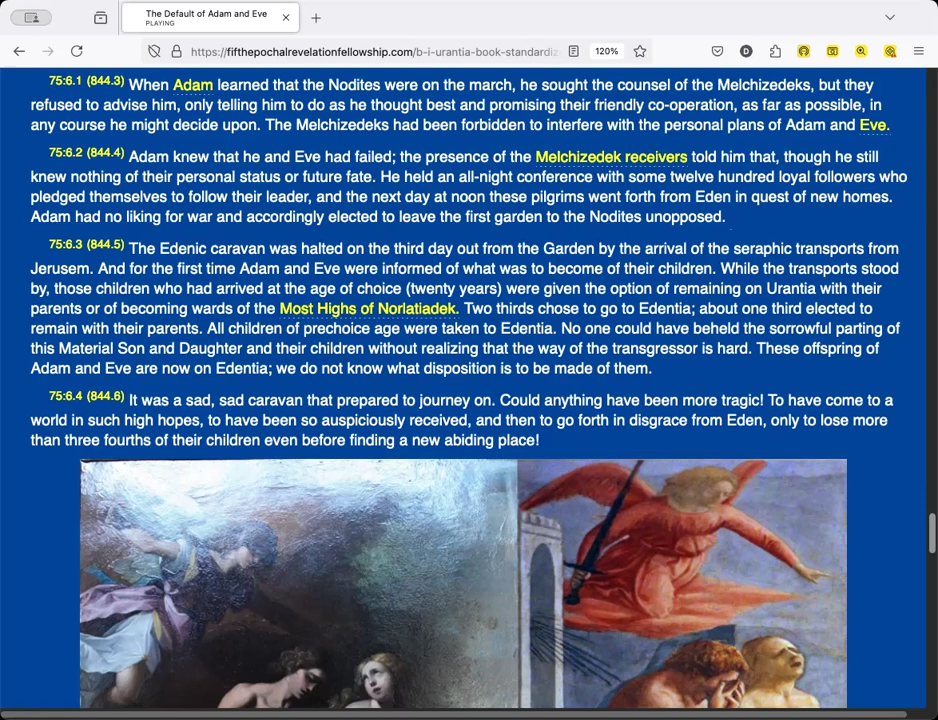 The Default of Adam and Eve
PLAYING
https://fifthepochalrevelationfellowship.com/b-i-urantia-book-standardiz
120%
75:6.1 (844.3) When Adam learned that the Nodites were on the march, he sought the counsel of the Melchizedeks, but they
refused to advise him, only telling him to do as he thought best and promising their friendly co-operation, as far as possible, in
any course he might decide upon. The Melchizedeks had been forbidden to interfere with the personal plans of Adam and Eve.
75:6.2 (844.4) Adam knew that he and Eve had failed; the presence of the Melchizedek receivers told him that, though he still
knew nothing of their personal status or future fate. He held an all-night conference with some twelve hundred loyal followers who
pledged themselves to follow their leader, and the next day at noon these pilgrims went forth from Eden in quest of new homes.
Adam had no liking for war and accordingly elected to leave the first garden to the Nodites unopposed.
75:6.3 (844.5) The Edenic caravan was halted on the third day out from the Garden by the arrival of the seraphic transports from
Jerusem. And for the first time Adam and Eve were informed of what was to become of their children. While the transports stood
by, those children who had arrived at the age of choice (twenty years) were given the option of remaining on Urantia with their
parents or of becoming wards of the Most Highs of Norlatiadek. Two thirds chose to go to Edentia; about one third elected to
remain with their parents. All children of prechoice age were taken to Edentia. No one could have beheld the sorrowful parting of
this Material Son and Daughter and their children without realizing that the way of the transgressor is hard. These offspring of
Adam and Eve are now on Edentia; we do not know what disposition is to be made of them.
75:6.4 (844.6) It was a sad, sad caravan that prepared to journey on. Could anything have been more tragic! To have come to a
world in such high hopes, to have been so auspiciously received, and then to go forth in disgrace from Eden, only to lose more
than three fourths of their children even before finding a new abiding place!